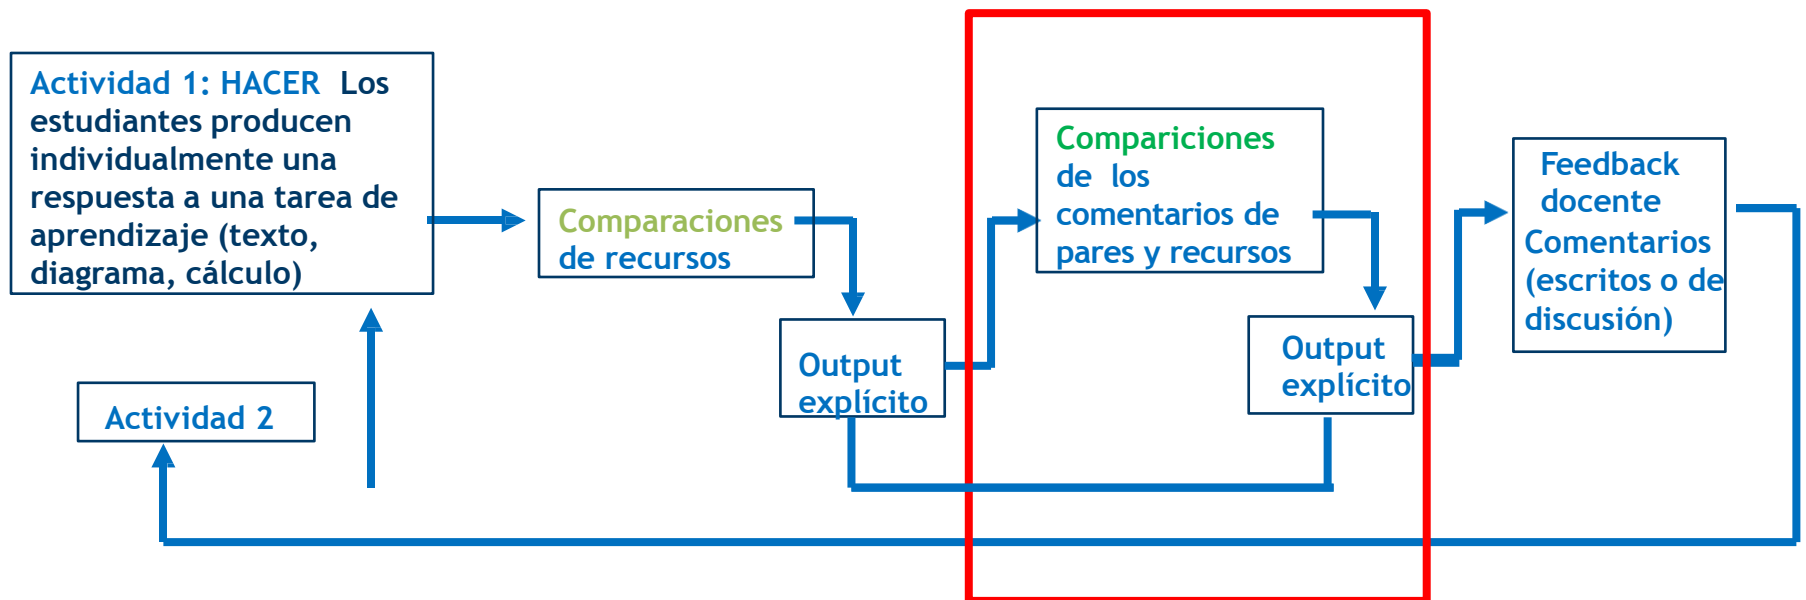 Actividad 1: HACER  Los
estudiantes producen
individualmente una
respuesta a una tarea de
aprendizaje (texto,
diagrama, cálculo)
Comparaciones
de recursos
Output
explícito
Compariciones
de  los
comentarios de
pares y recursos
Output
explícito
Feedback
docente
Comentarios
(escritos o de
discusión)
Actividad 2